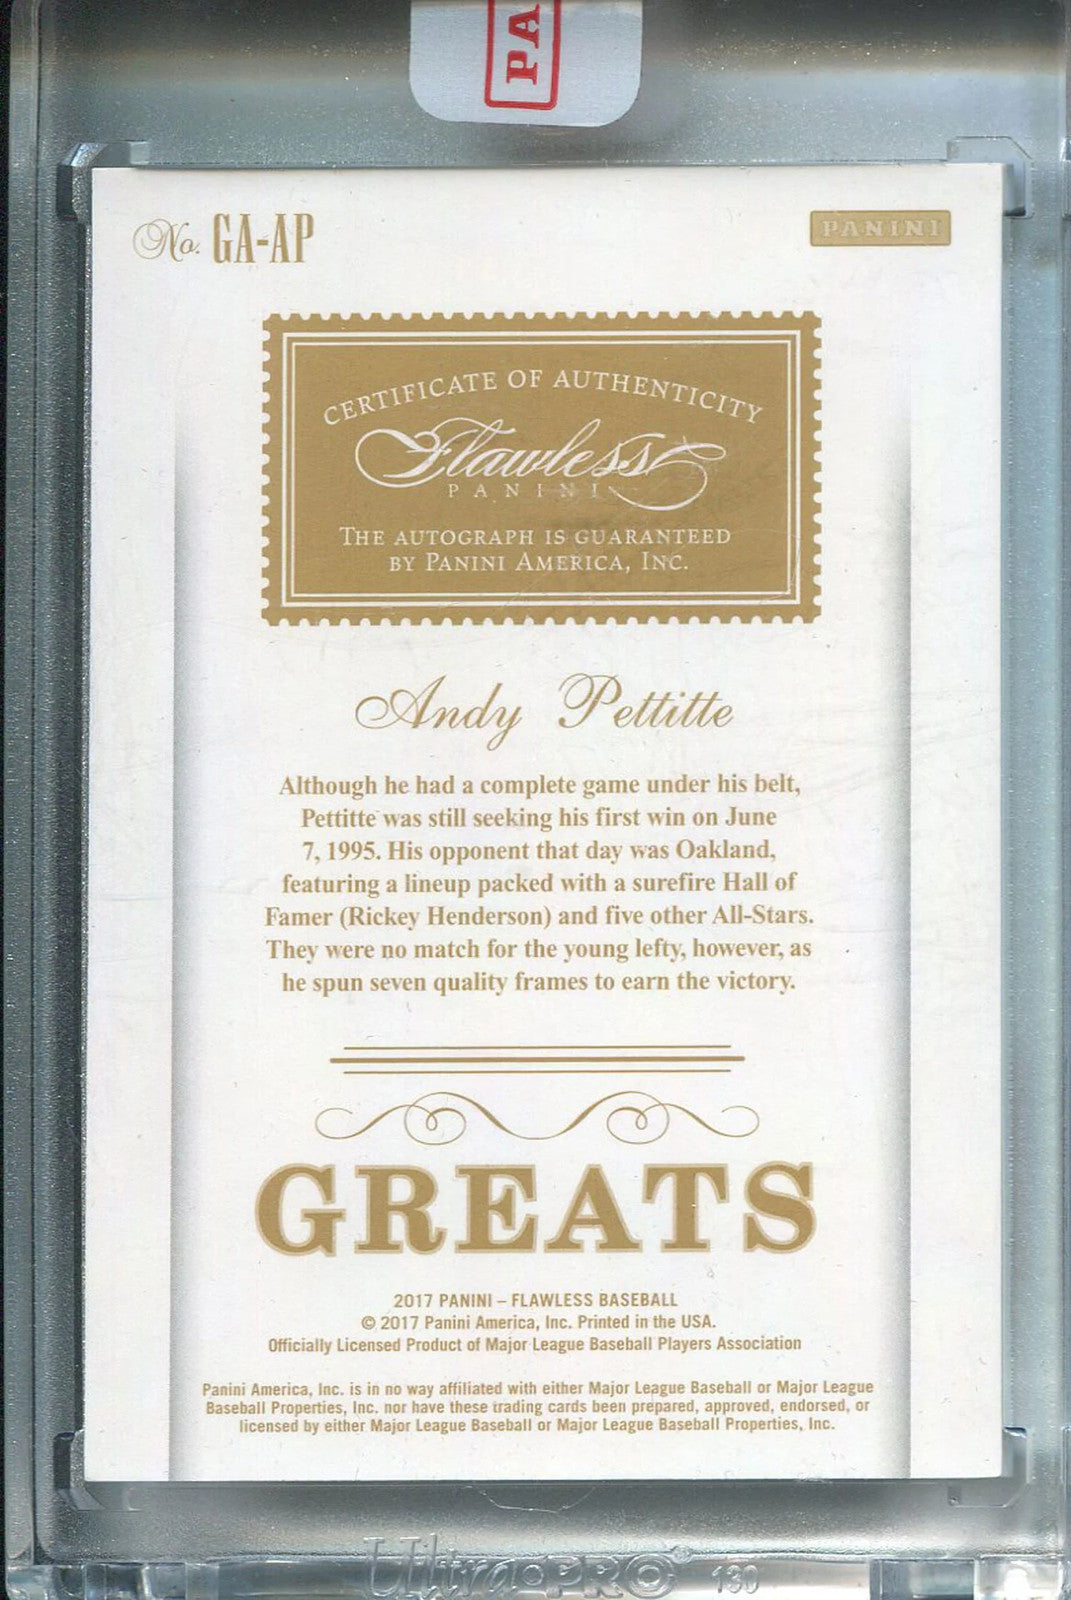 PA
No. GA-AP
PANINI
CERTIFICATE OF AUTHENTICITY
Flawless
PANINI
THE AUTOGRAPH IS GUARANTEED
BY PANINI AMERICA, INC.
Andy Pettitte
Although he had a complete game under his belt,
Pettitte was still seeking his first win on June
7, 1995. His opponent that day was Oakland,
featuring a lineup packed with a surefire Hall of
Famer (Rickey Henderson) and five other All-Stars.
They were no match for the young lefty, however, as
he spun seven quality frames to earn the victory.
GREATS
2017 PANINI – FLAWLESS BASEBALL
© 2017 Panini America, Inc. Printed in the USA.
Officially Licensed Product of Major League Baseball Players Association
Panini America, Inc. is in no way affiliated with either Major League Baseball or Major League
Baseball Properties, Inc. nor have these trading cards been prepared, approved, endorsed, or
licensed by either Major League Baseball or Major League Baseball Properties, Inc.
Ultra•PRO® 130